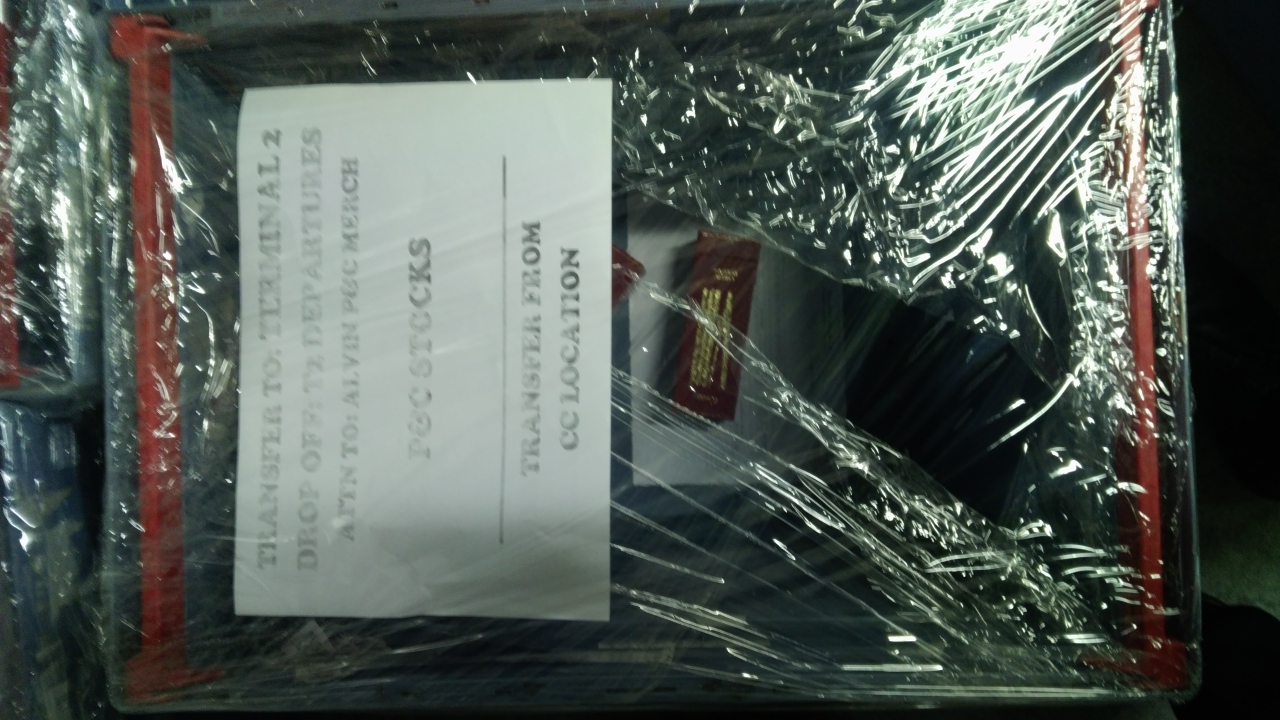 TRANSFER TO: TERMINAL 2
DROP OFF: T2 DEPARTURES
ATTN TO: ALVIN P&C MERCH
P&C STOCKS
TRANSFER FROM
CC LOCATION